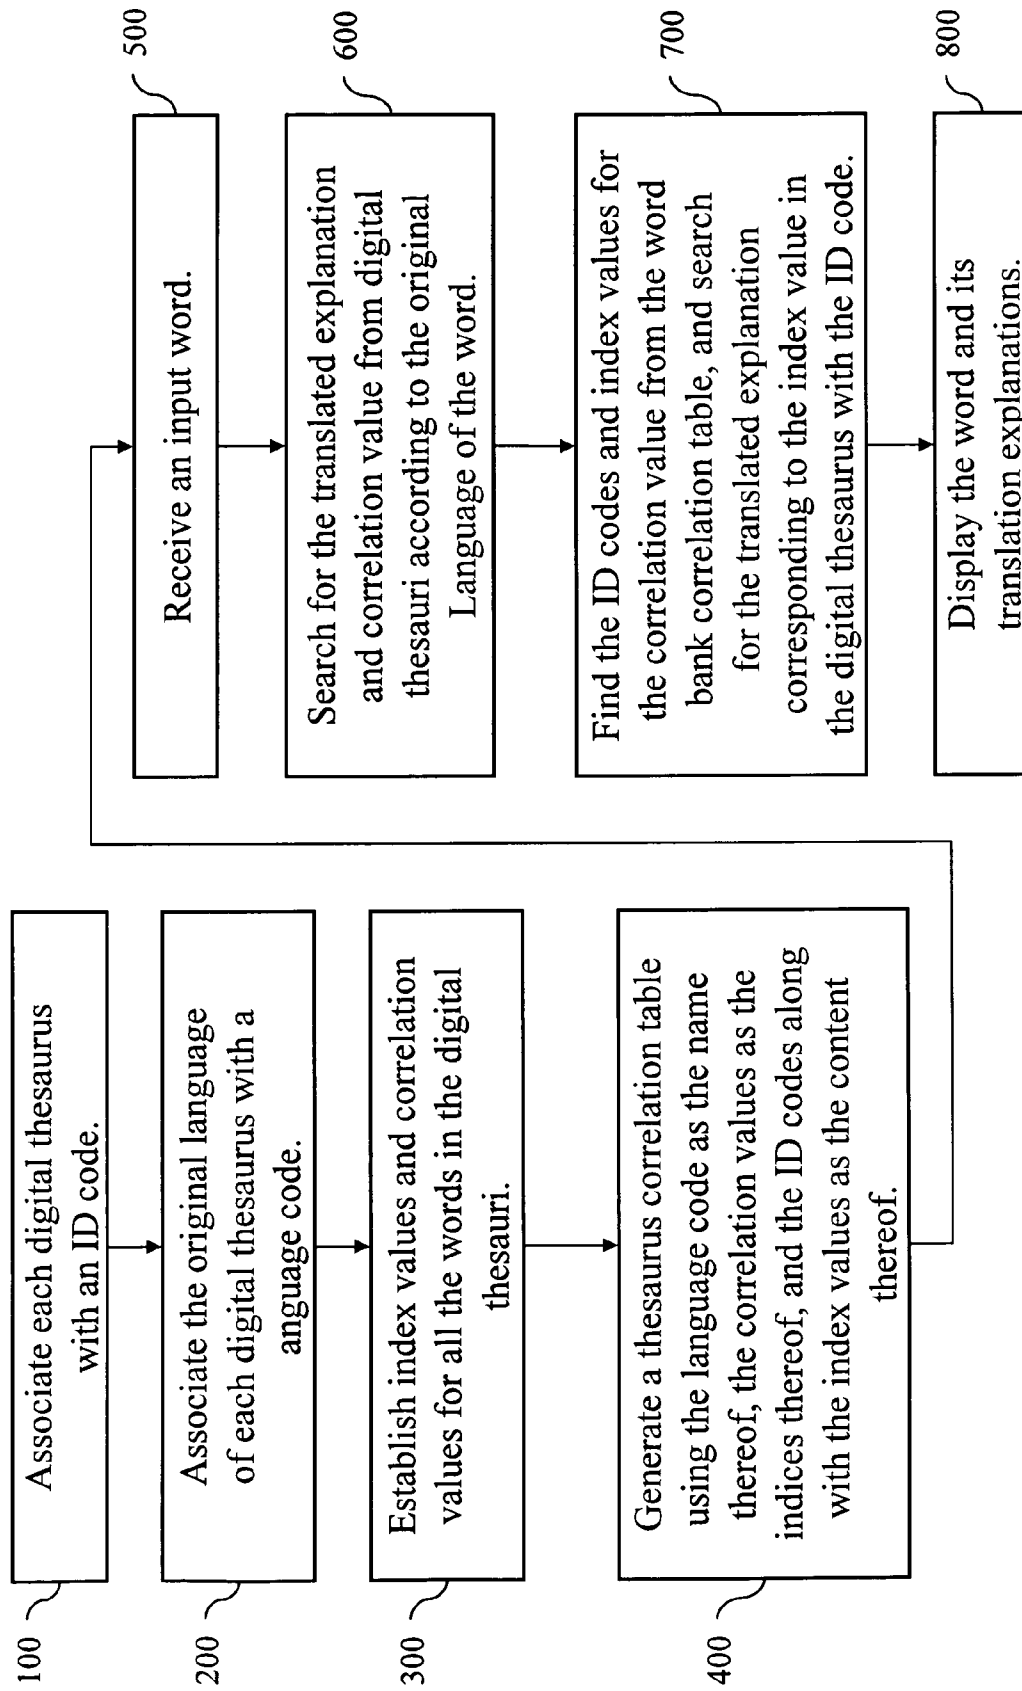 100
Associate each digital thesaurus
with an ID code.
200
Associate the original language
of each digital thesaurus with a
anguage code.
300
Establish index values and correlation
values for all the words in the digital
thesauri.
400
Generate a thesaurus correlation table
using the language code as the name
thereof, the correlation values as the
indices thereof, and the ID codes along
with the index values as the content
thereof.
500
Receive an input word.
600
Search for the translated explanation
and correlation value from digital
thesauri according to the original
Language of the word.
700
Find the ID codes and index values for
the correlation value from the word
bank correlation table, and search
for the translated explanation
corresponding to the index value in
the digital thesaurus with the ID code.
800
Display the word and its
translation explanations.